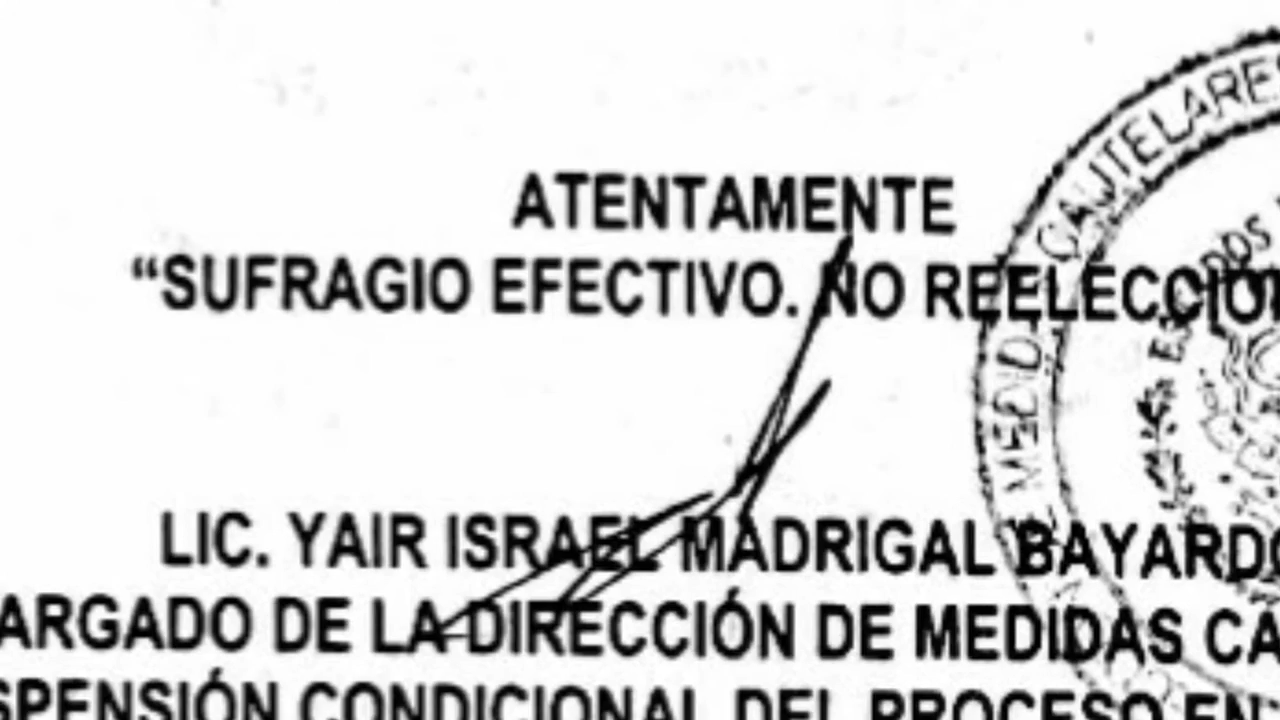 ATENTAMENTE
“SUFRAGIO EFECTIVO. NO REELECCIÓN
LIC. YAIR ISRAEL MADRIGAL BAYARDO
ARGADO DE LA DIRECCIÓN DE MEDIDAS CA
SPENSIÓN CONDICIONAL DEL PROCESO EN
CAUTELARES